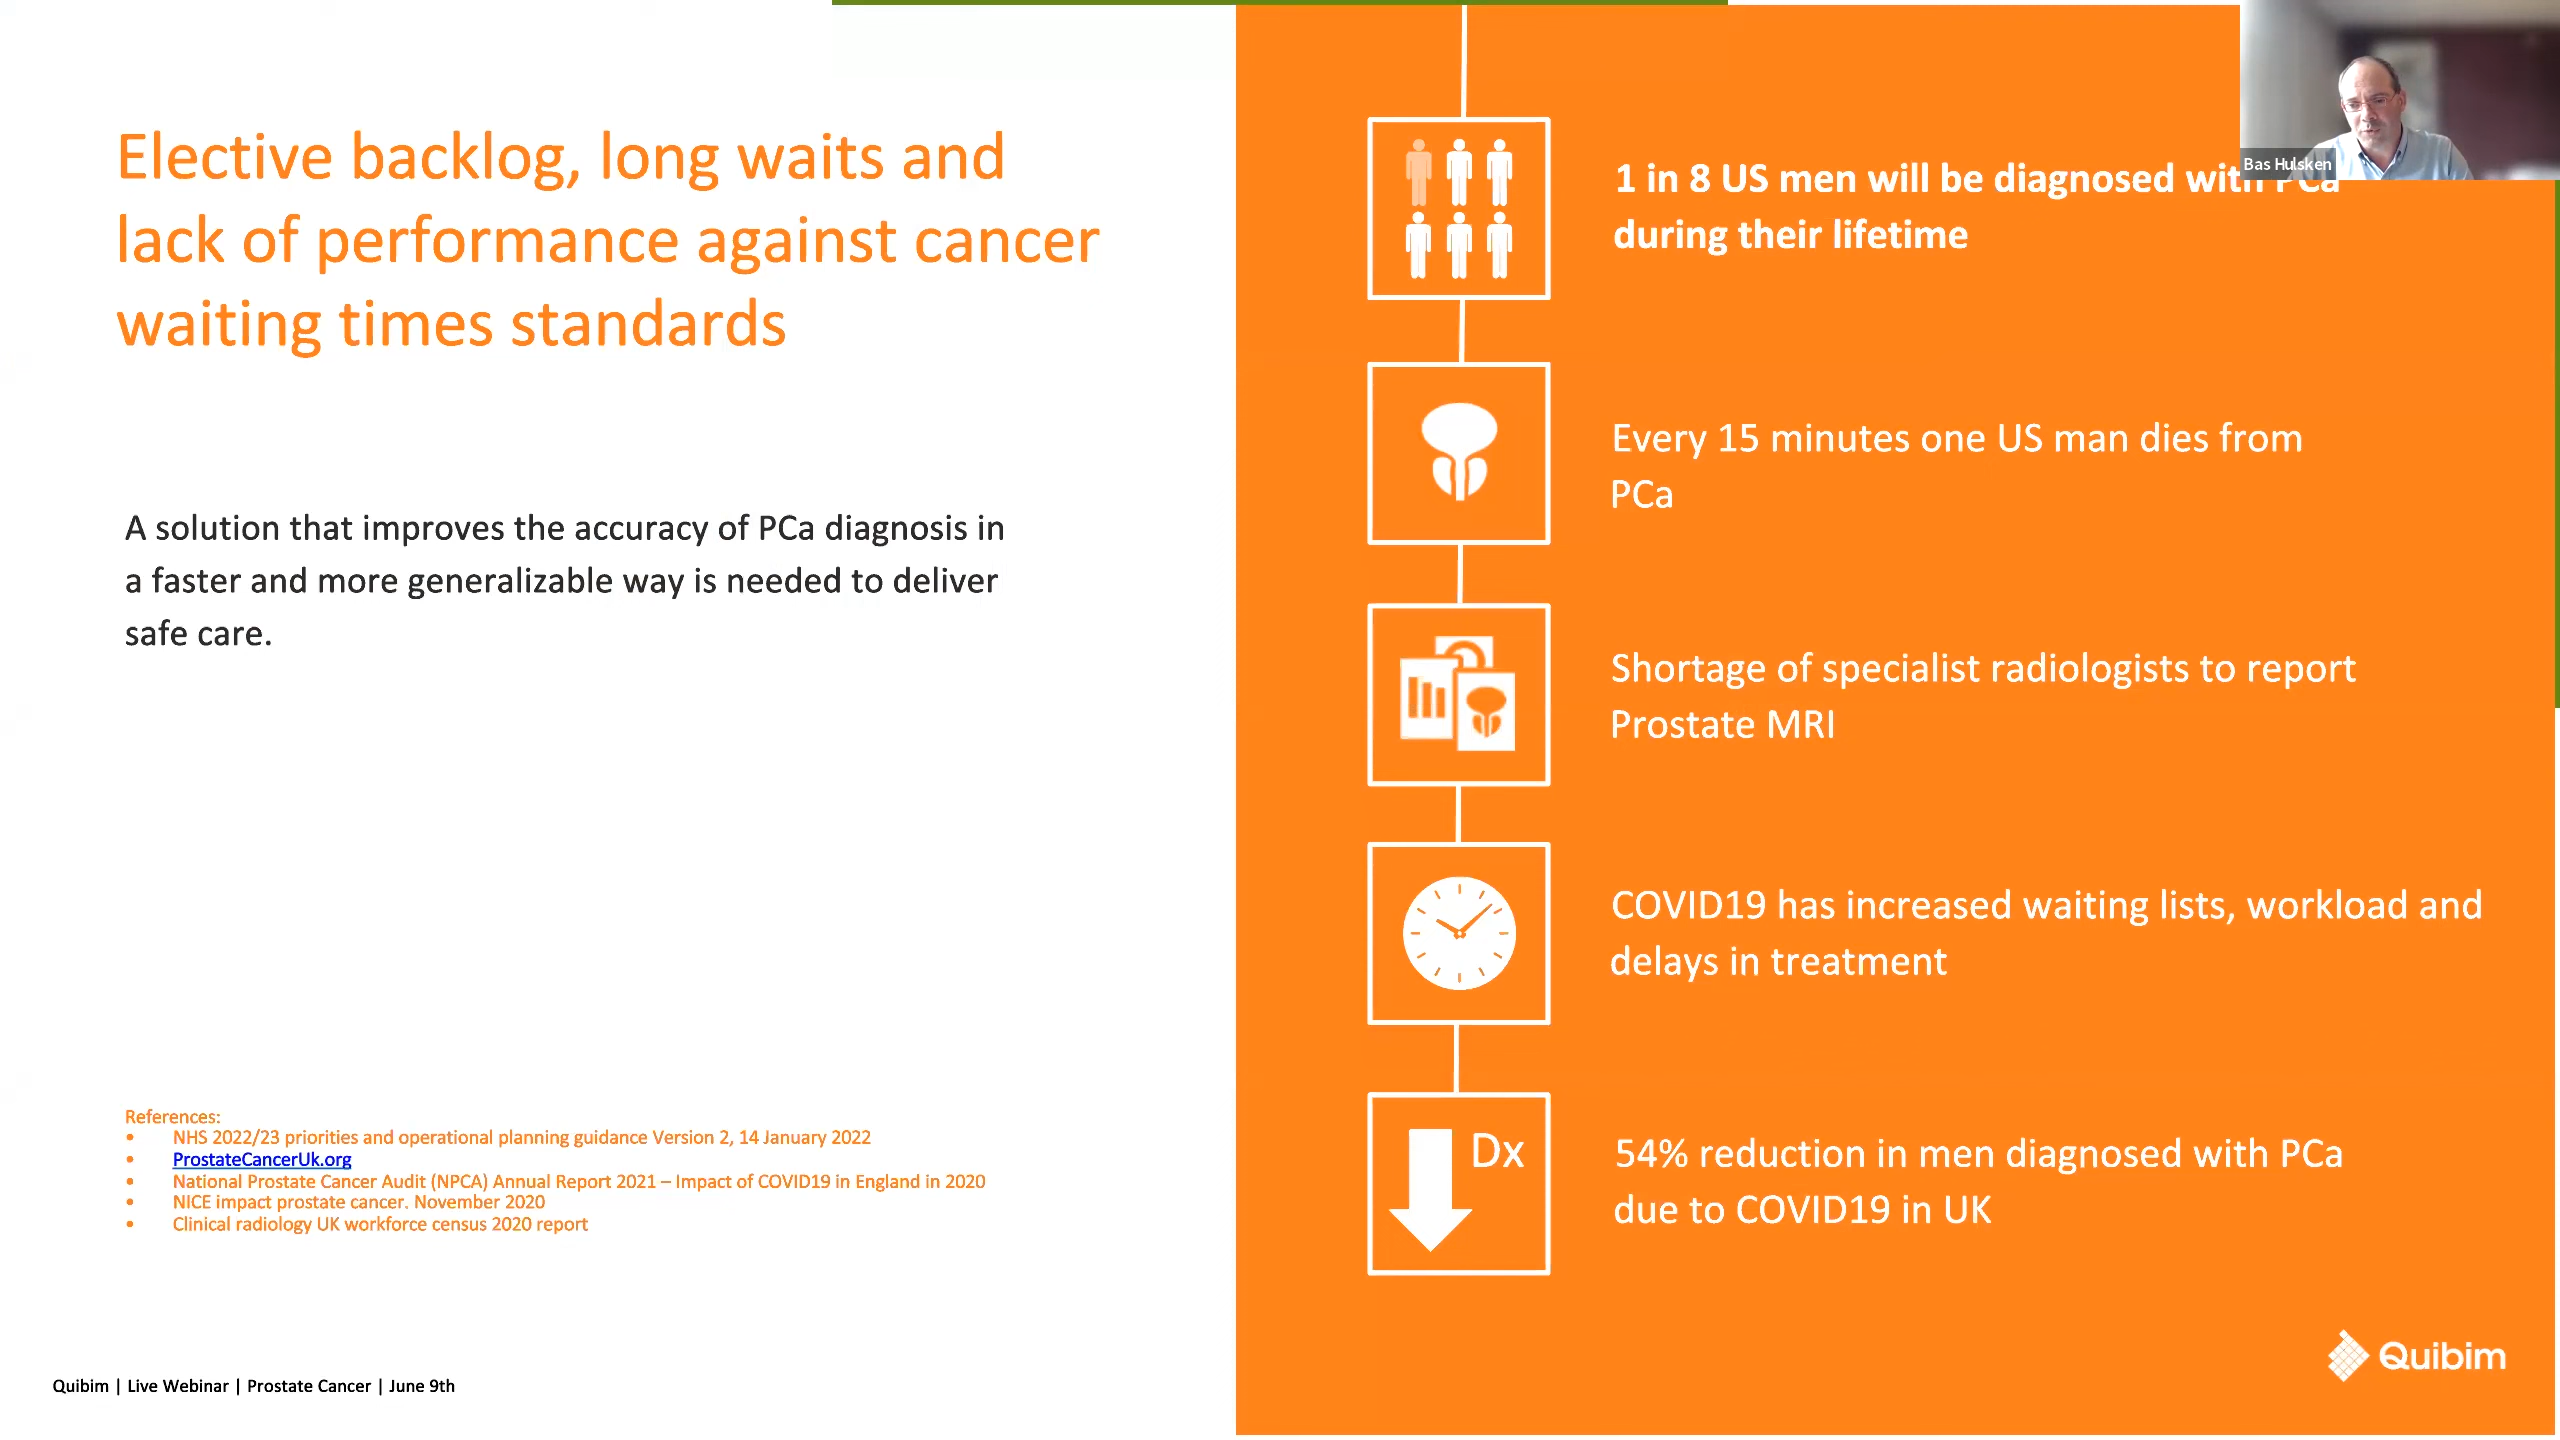 Elective backlog, long waits and
lack of performance against cancer
waiting times standards
A solution that improves the accuracy of PCa diagnosis in
a faster and more generalizable way is needed to deliver
safe care.
References:
• NHS 2022/23 priorities and operational planning guidance Version 2, 14 January 2022
• ProstateCancerUk.org
• National Prostate Cancer Audit (NPCA) Annual Report 2021 – Impact of COVID19 in England in 2020
• NICE impact prostate cancer. November 2020
• Clinical radiology UK workforce census 2020 report
Quibim | Live Webinar | Prostate Cancer | June 9th
Bas Hulsken
1 in 8 US men will be diagnosed with PCa
during their lifetime
Every 15 minutes one US man dies from
PCa
Shortage of specialist radiologists to report
Prostate MRI
COVID19 has increased waiting lists, workload and
delays in treatment
Dx
54% reduction in men diagnosed with PCa
due to COVID19 in UK
Quibim